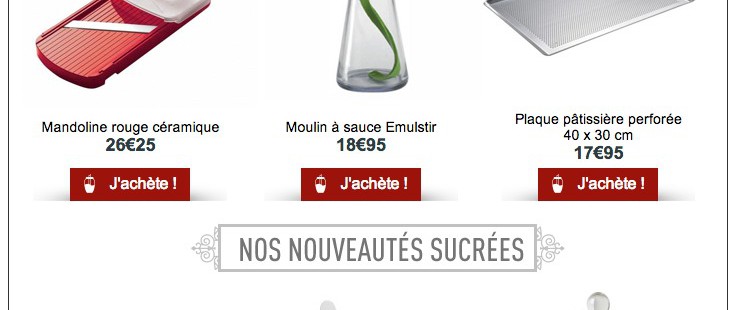 Mandoline rouge céramique
26€25
J'achète !
Moulin à sauce Emulstir
18€95
J'achète !
Plaque pâtissière perforée
40 x 30 cm
17€95
J'achète !
NOS NOUVEAUTÉS SUCRÉES